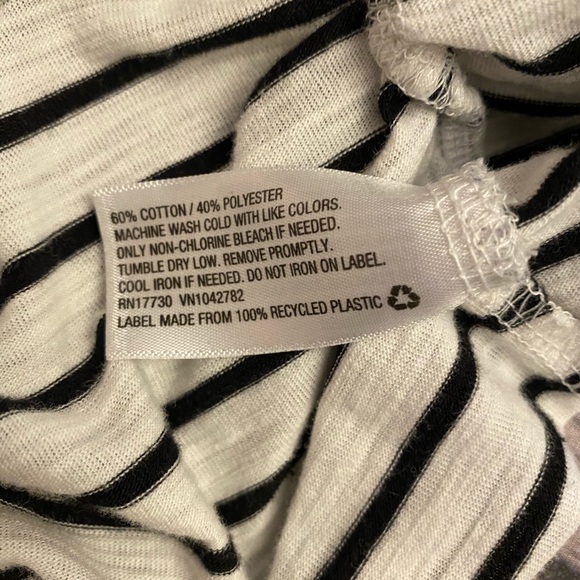 60% COTTON / 40% POLYESTER
MACHINE WASH COLD WITH LIKE COLORS.
ONLY NON-CHLORINE BLEACH IF NEEDED.
TUMBLE DRY LOW. REMOVE PROMPTLY.
COOL IRON IF NEEDED. DO NOT IRON ON LABEL.
RN17730 VN1042782
LABEL MADE FROM 100% RECYCLED PLASTIC